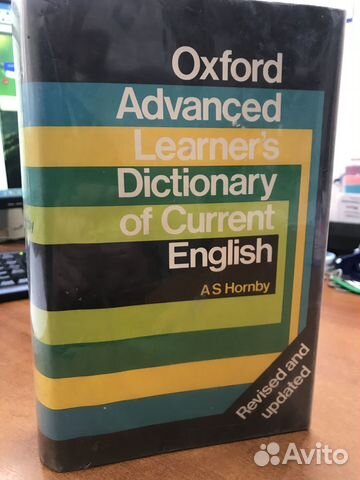 Oxford
Advanced
Learner's
Dictionary
of Current
English
A S Hornby
Revised and
updated
Avito